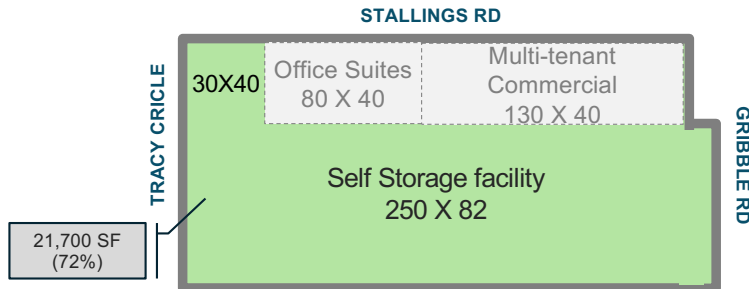 STALLINGS RD
30X40
Office Suites
80 X 40
Multi-tenant
Commercial
130 X 40
TRACY CRICLE
GRIBBLE RD
Self Storage facility
250 X 82
21,700 SF
(72%)